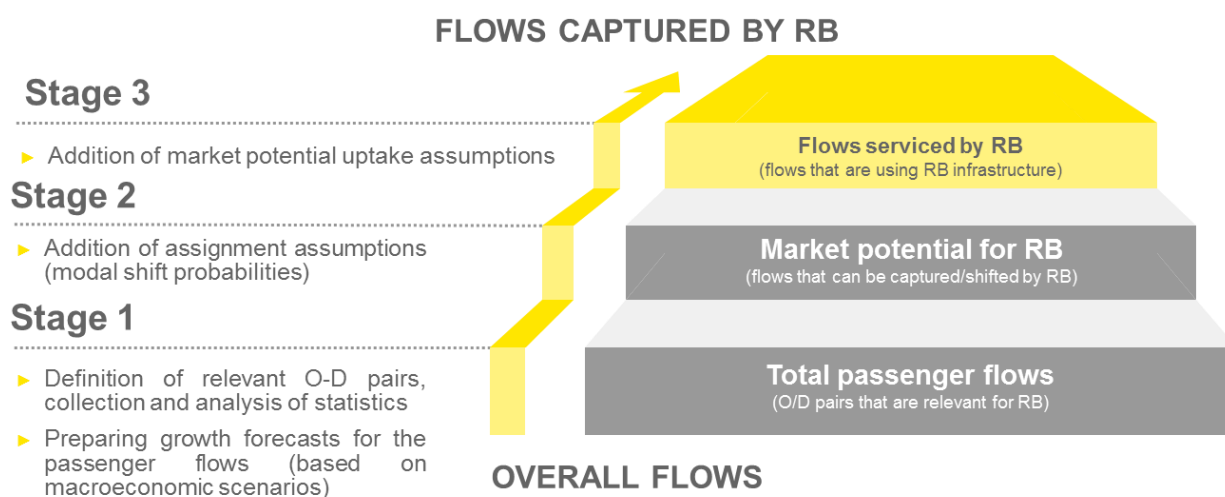 FLOWS CAPTURED BY RB
Stage 3
Addition of market potential uptake assumptions
Flows serviced by RB
(flows that are using RB infrastructure)
Stage 2
Addition of assignment assumptions
(modal shift probabilities)
Market potential for RB
(flows that can be captured/shifted by RB)
Stage 1
Definition of relevant O-D pairs,
collection and analysis of statistics
Preparing growth forecasts for the
passenger flows (based on
macroeconomic scenarios)
Total passenger flows
(O/D pairs that are relevant for RB)
OVERALL FLOWS